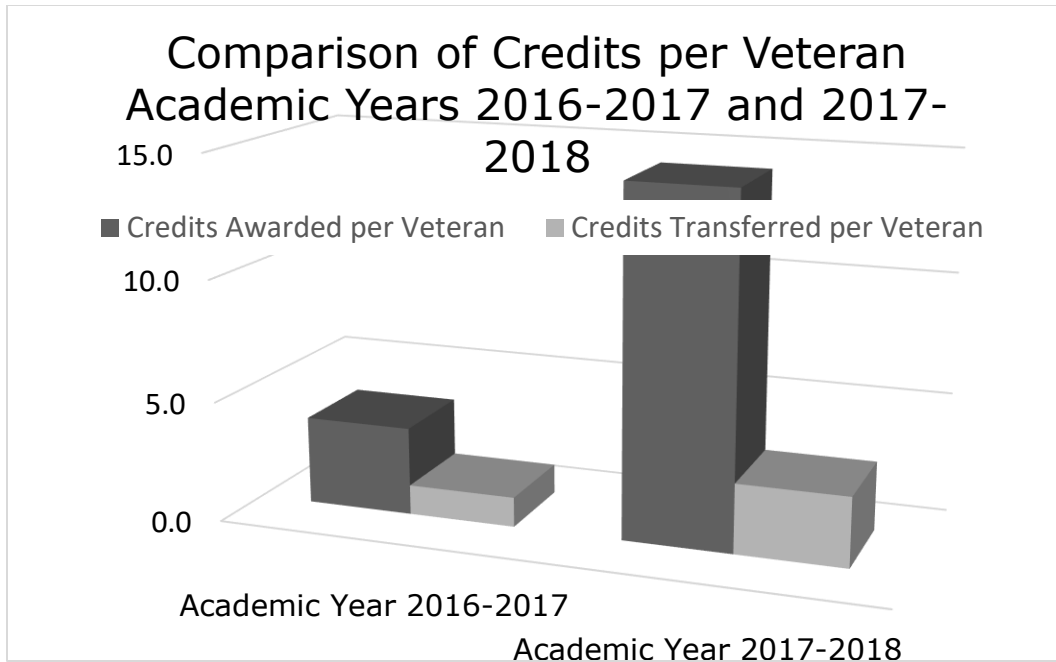 Comparison of Credits per Veteran
Academic Years 2016-2017 and 2017-
2018
15.0
Credits Awarded per Veteran
Credits Transferred per Veteran
10.0
5.0
0.0
Academic Year 2016-2017
Academic Year 2017-2018